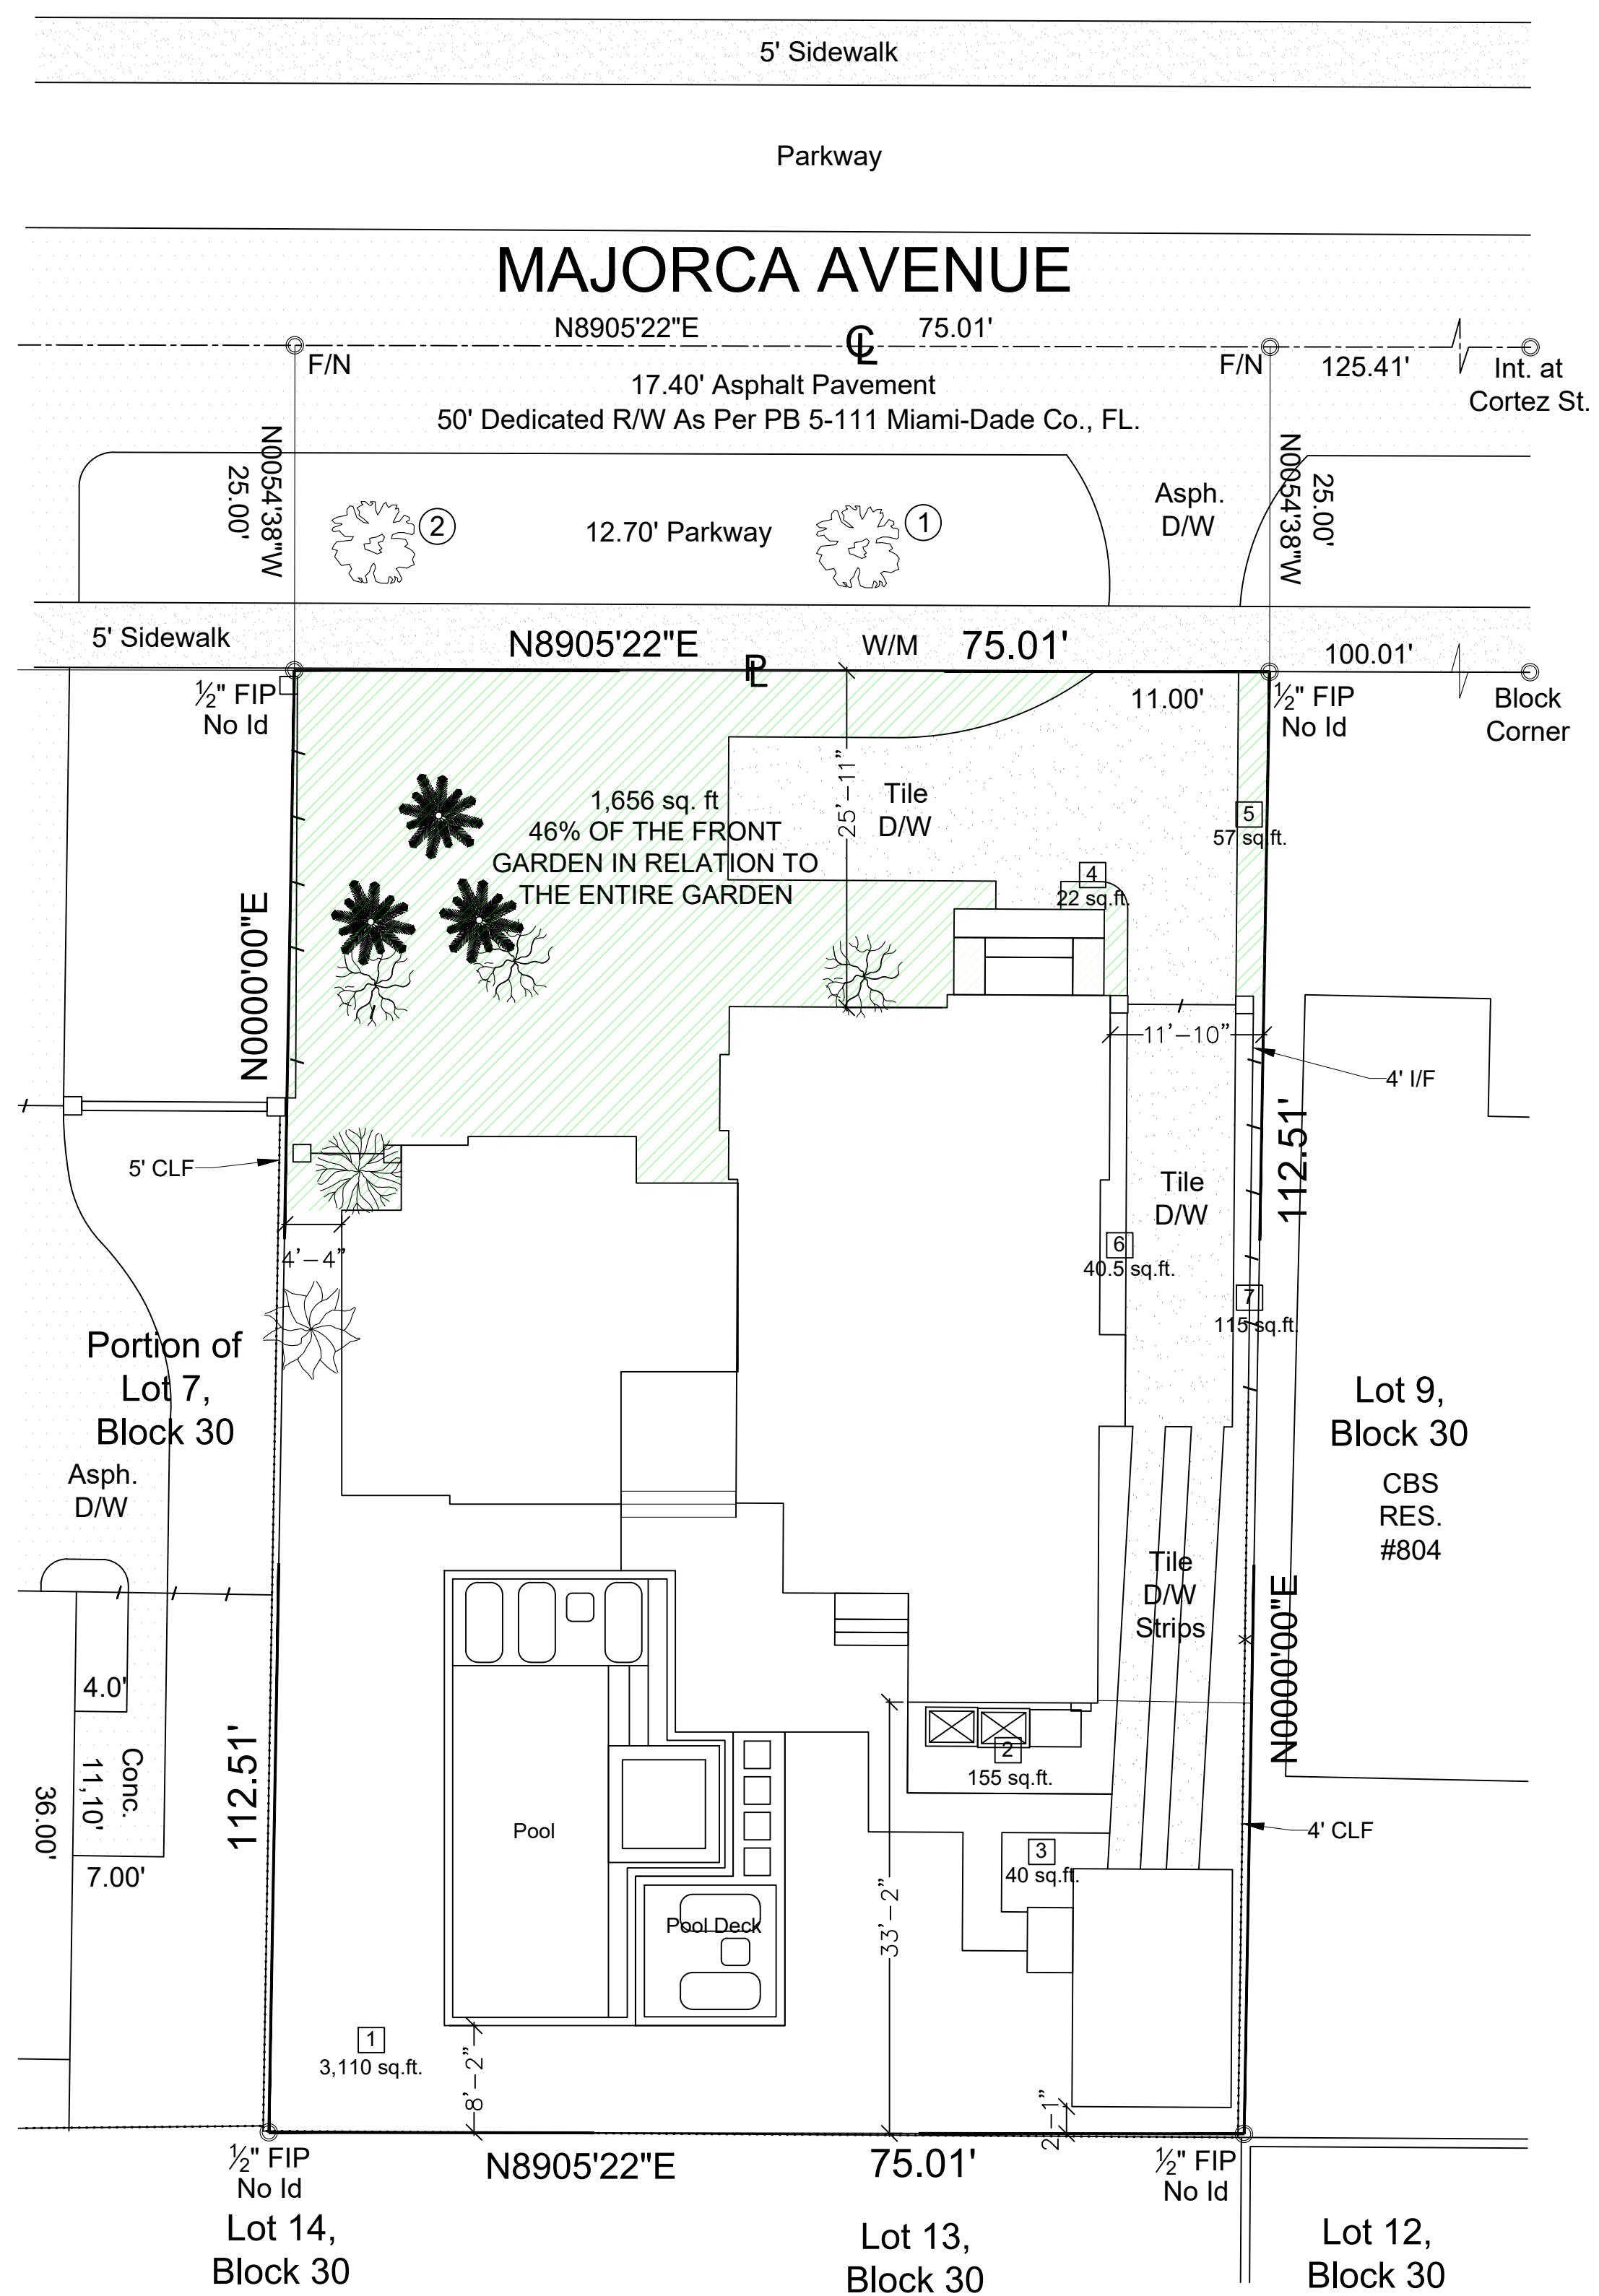 5' Sidewalk
Parkway
MAJORCA AVENUE
N8905'22"E
℄
75.01'
F/N
F/N
125.41'
Int. at
Cortez St.
17.40' Asphalt Pavement
50' Dedicated R/W As Per PB 5-111 Miami-Dade Co., FL.
N0054'38"W
25.00'
2
12.70' Parkway
1
Asph.
D/W
N0054'38"W
25.00'
5' Sidewalk
N8905'22"E
PL
W/M
75.01'
100.01'
½" FIP
No Id
11.00'
½" FIP
No Id
Block
Corner
25'-11"
Tile
D/W
1,656 sq. ft
46% OF THE FRONT
GARDEN IN RELATION TO
THE ENTIRE GARDEN
5
57 sq.ft.
4
22 sq.ft.
N0000'00"E
11'-10"
4' I/F
5' CLF
112.51'
Tile
D/W
4'-4"
6
40.5 sq.ft.
7
115 sq.ft.
Portion of
Lot 7,
Block 30
Asph.
D/W
Lot 9,
Block 30
CBS
RES.
#804
Tile
D/W
Strips
N0000'00"E
4.0'
Conc.
11,10'
36.00'
7.00'
112.51'
2
155 sq.ft.
Pool
4' CLF
3
40 sq.ft.
33'-2"
Pool Deck
1
3,110 sq.ft.
8'-2"
2'-1"
½" FIP
No Id
N8905'22"E
75.01'
½" FIP
No Id
Lot 14,
Block 30
Lot 13,
Block 30
Lot 12,
Block 30